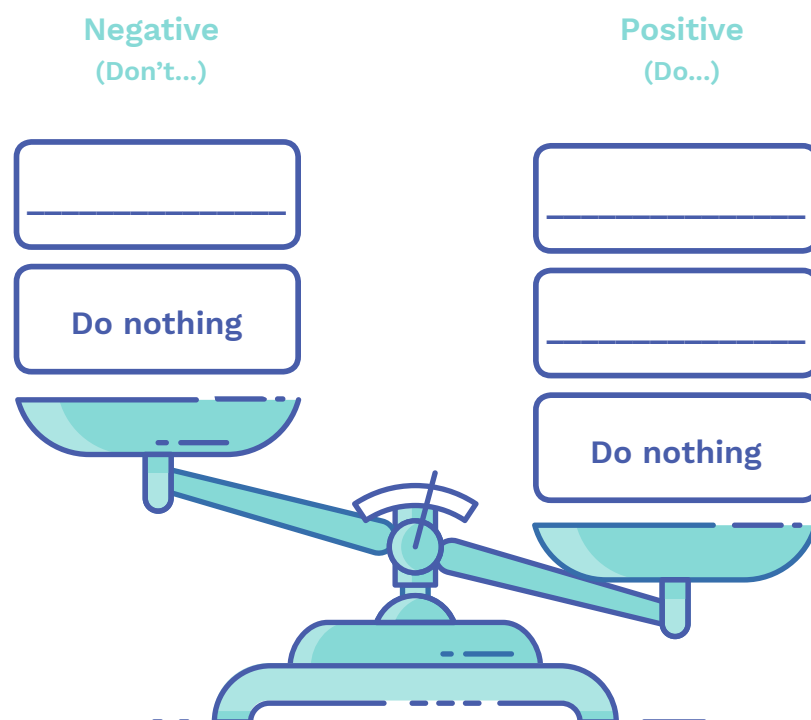 Negative
(Don't...)
Do nothing
Positive
(Do...)
Do nothing